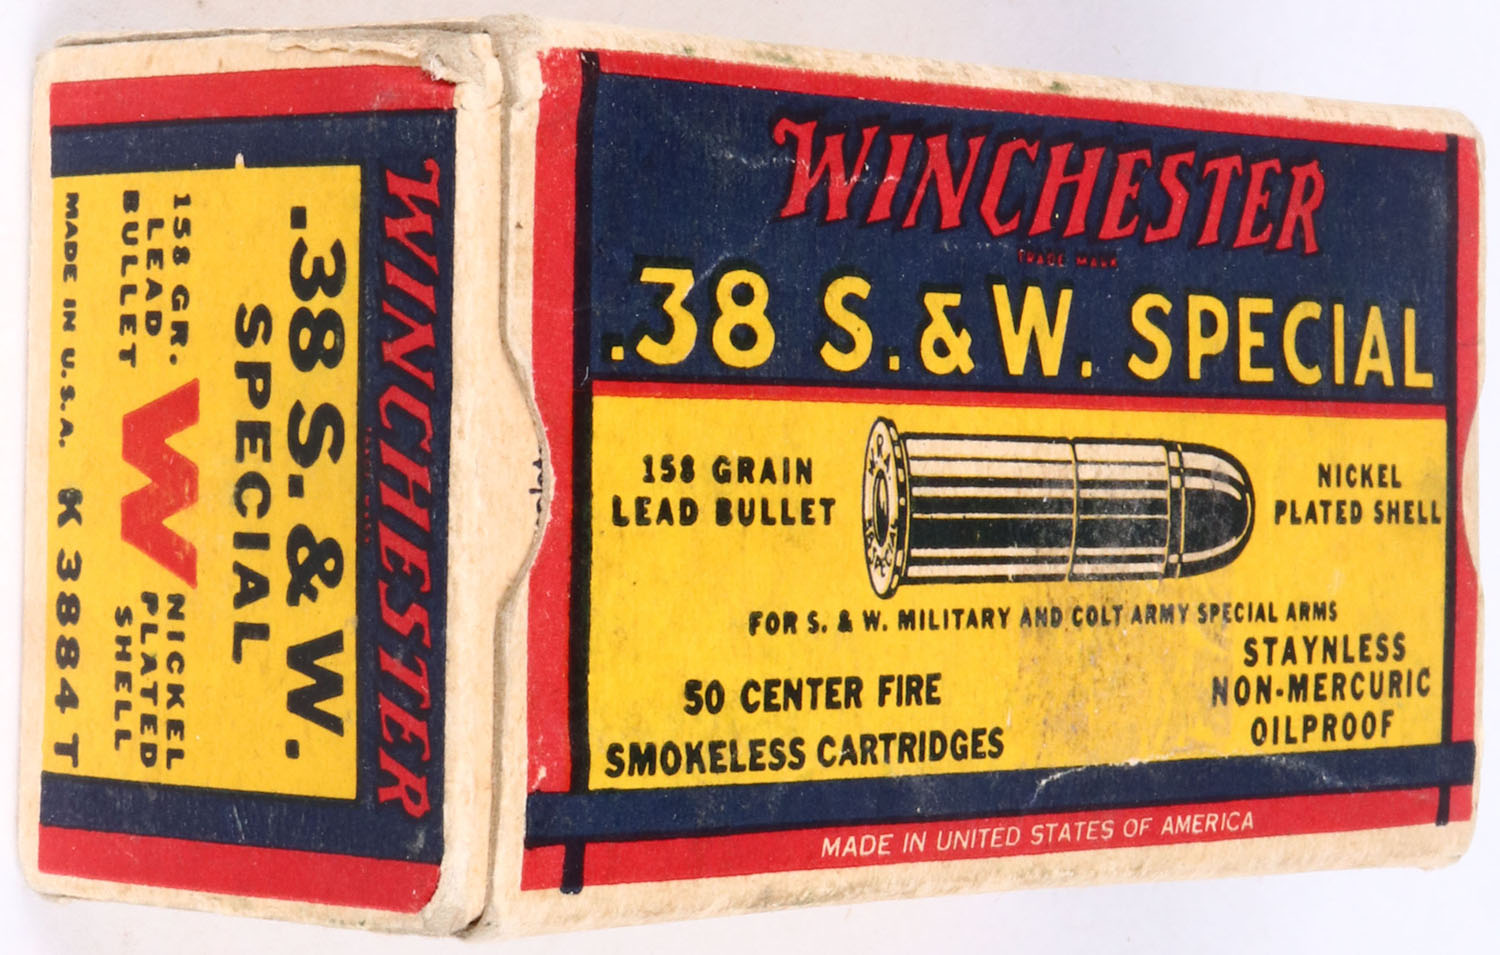 WINCHESTER
TRADE MARK
.38 S.&W. SPECIAL
158 GRAIN
LEAD BULLET
NICKEL
PLATED SHELL
FOR S. & W. MILITARY AND COLT ARMY SPECIAL ARMS
50 CENTER FIRE
SMOKELESS CARTRIDGES
STAYNLESS
NON-MERCURIC
OILPROOF
MADE IN UNITED STATES OF AMERICA
WINCHESTER
.38 S.&W.
SPECIAL
158 GR.
LEAD
BULLET
W
NICKEL
PLATED
SHELL
MADE IN U.S.A.
K 3884 T